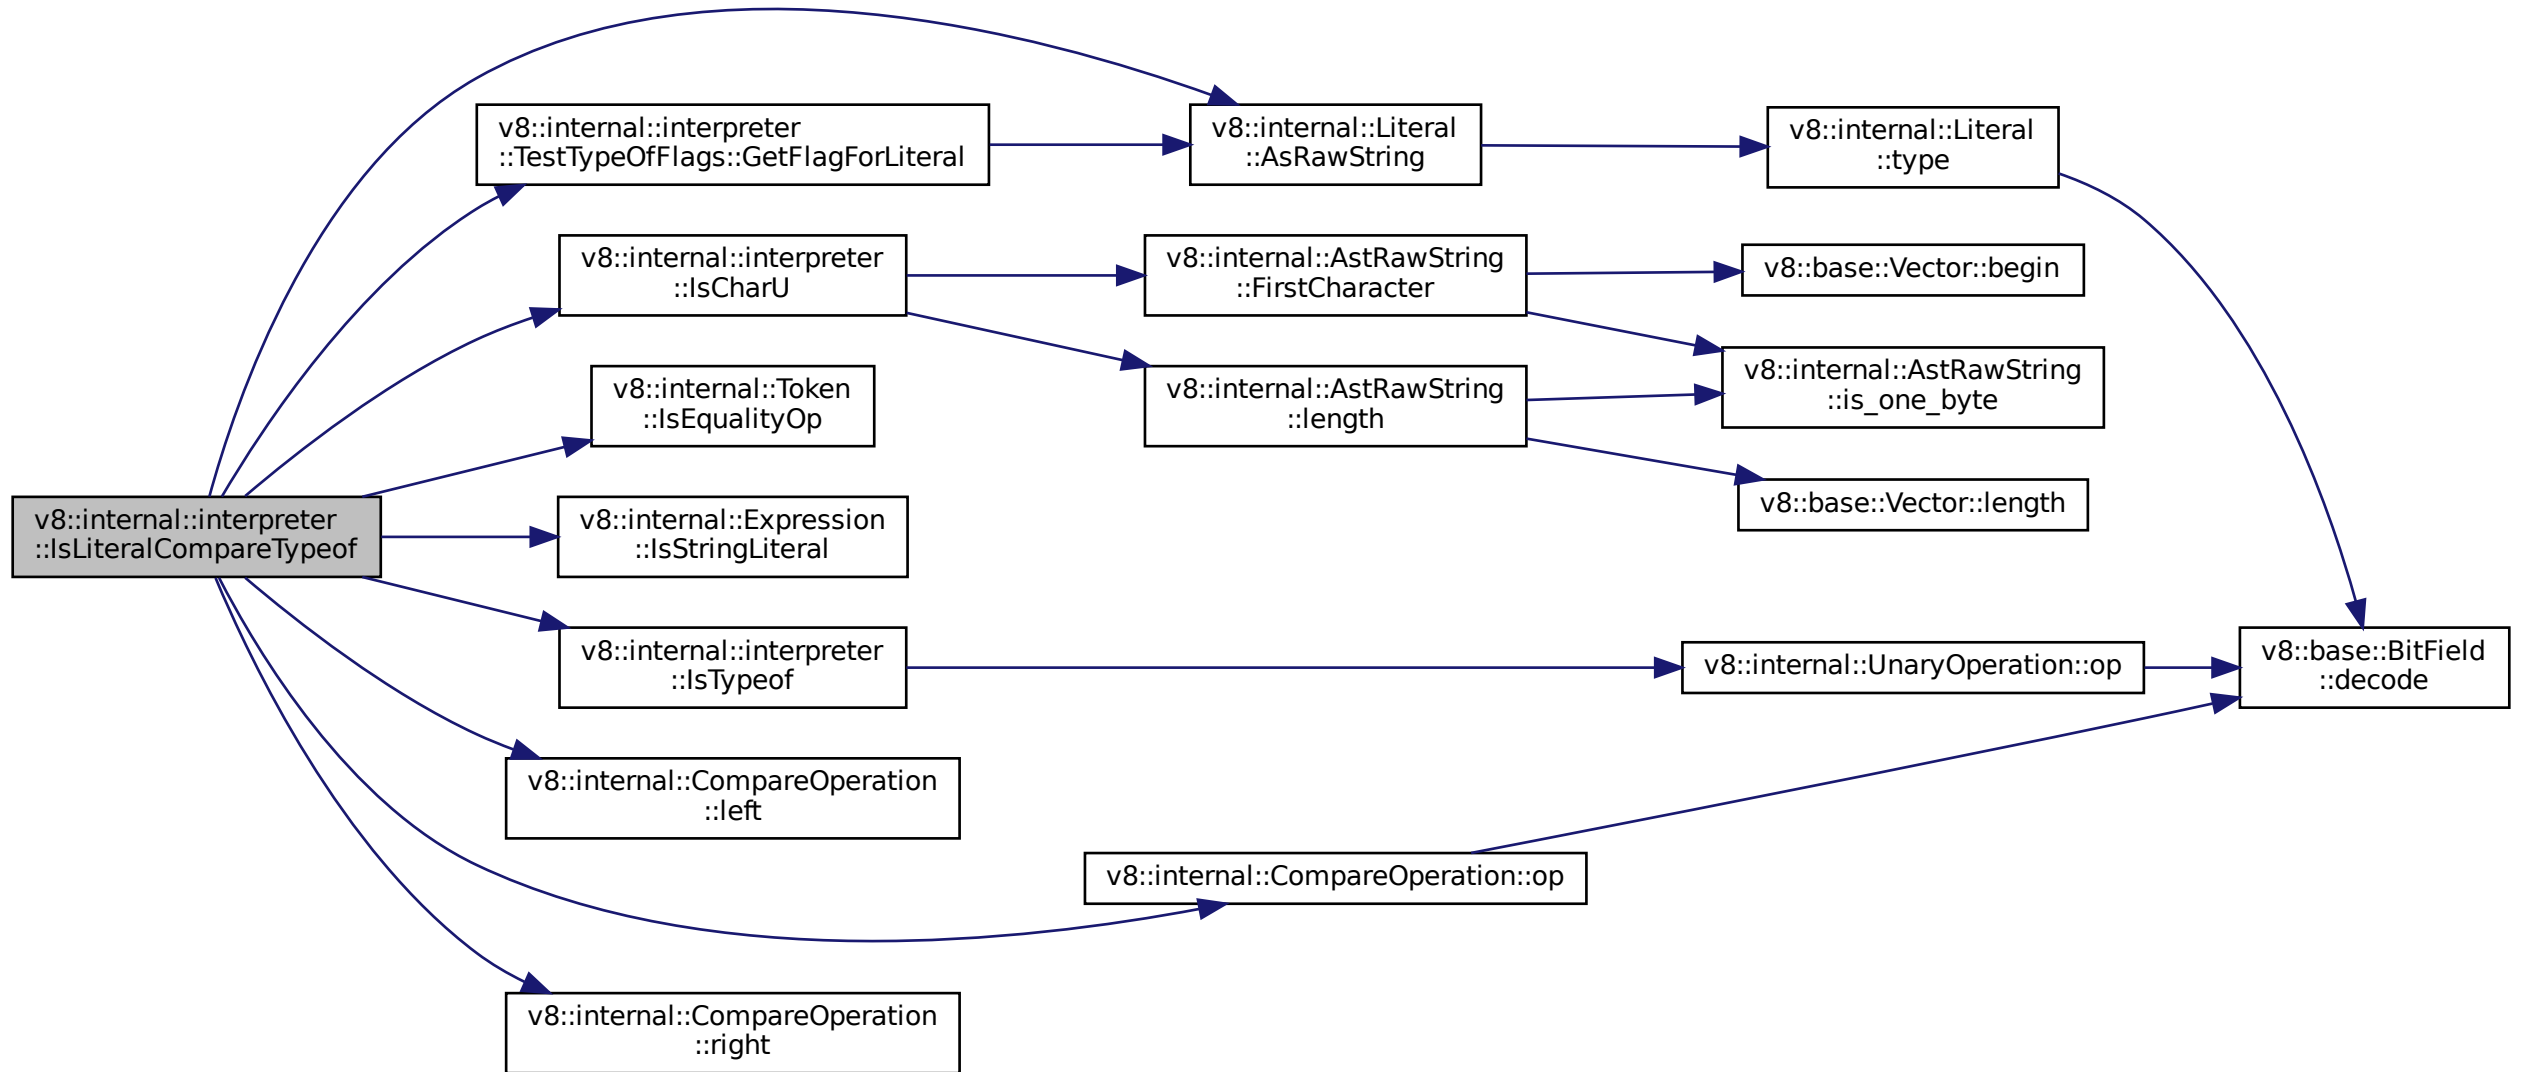 v8::internal::interpreter
::TestTypeOfFlags::GetFlagForLiteral
v8::internal::Literal
::AsRawString
v8::internal::Literal
::type
v8::internal::interpreter
::IsCharU
v8::internal::AstRawString
::FirstCharacter
v8::base::Vector::begin
v8::internal::AstRawString
::is_one_byte
v8::internal::Token
::IsEqualityOp
v8::internal::AstRawString
::length
v8::base::Vector::length
v8::internal::interpreter
::IsLiteralCompareTypeof
v8::internal::Expression
::IsStringLiteral
v8::internal::interpreter
::IsTypeof
v8::internal::UnaryOperation::op
v8::base::BitField
::decode
v8::internal::CompareOperation
::left
v8::internal::CompareOperation::op
v8::internal::CompareOperation
::right